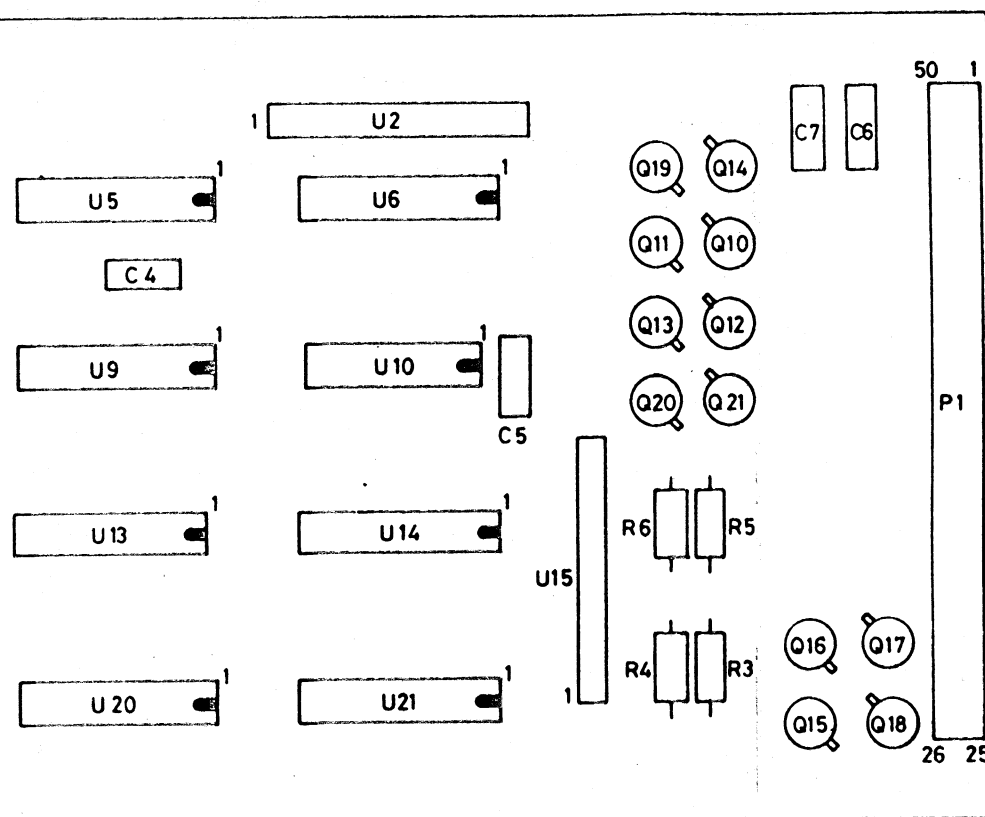 50 1
1 U2 C7 C6
1 1 Q19 Q14
U5 U6
Q11 Q10
C4
1 1 Q13 Q12
U9 U10
Q20 Q21 P1
C5
1 1
U13 U14 R6 R5
U15
Q16 Q17
1 1 1 R4 R3
U20 U21
Q15 Q18
26 25